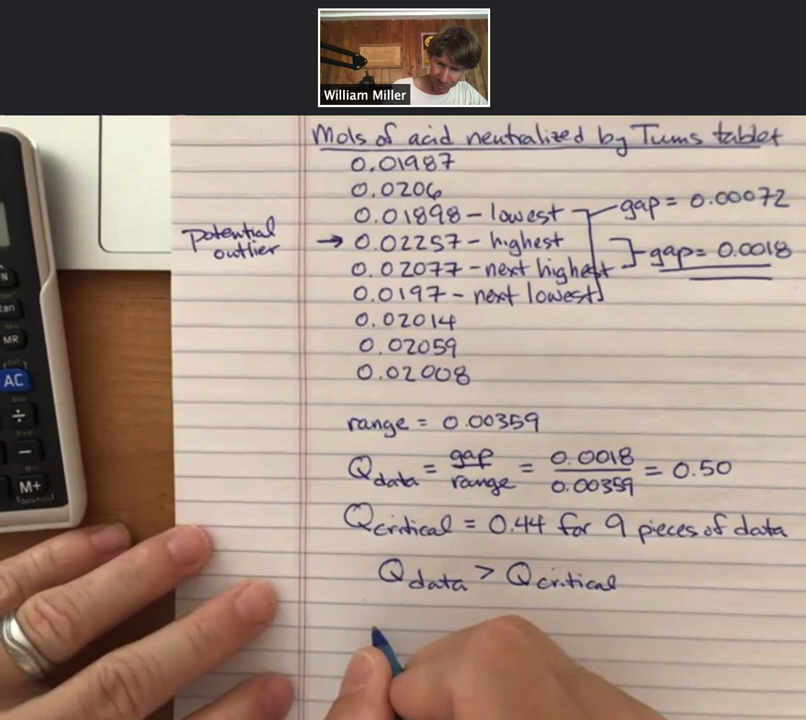 William Miller
Mols of acid neutralized by Tums tablet
0.01987
0.0206
0.01898 - lowest gap = 0.00072
potential outlier → 0.02257 - highest
0.02077 - next highest gap = 0.0018
0.0197 - next lowest
0.02014
0.02059
0.02008
range = 0.00359
Qdata = gap/range = 0.0018/0.00359 = 0.50
Qcritical = 0.44 for 9 pieces of data
Qdata > Qcritical
N
tan
MR
AC
÷
−
M+